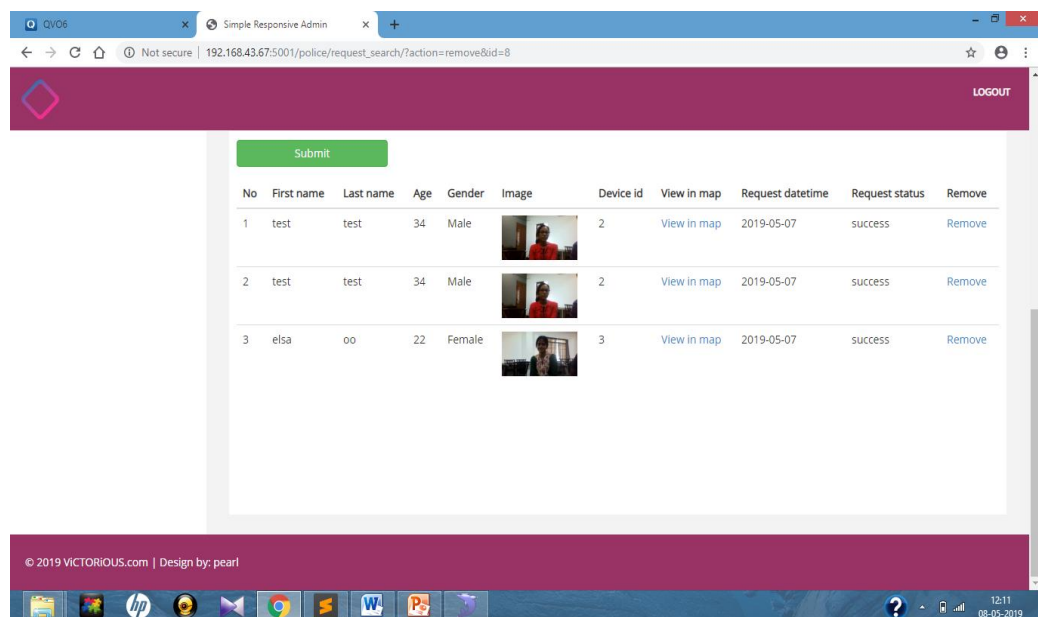 QVO6
Simple Responsive Admin
Not secure | 192.168.43.67:5001/police/request_search/?action=remove&id=8
LOGOUT
Submit
No First name Last name Age Gender Image Device id View in map Request datetime Request status Remove
1 test test 34 Male 2 View in map 2019-05-07 success Remove
2 test test 34 Male 2 View in map 2019-05-07 success Remove
3 elsa oo 22 Female 3 View in map 2019-05-07 success Remove
© 2019 ViCTORiOUS.com | Design by: pearl
hp
12:11
08-05-2019